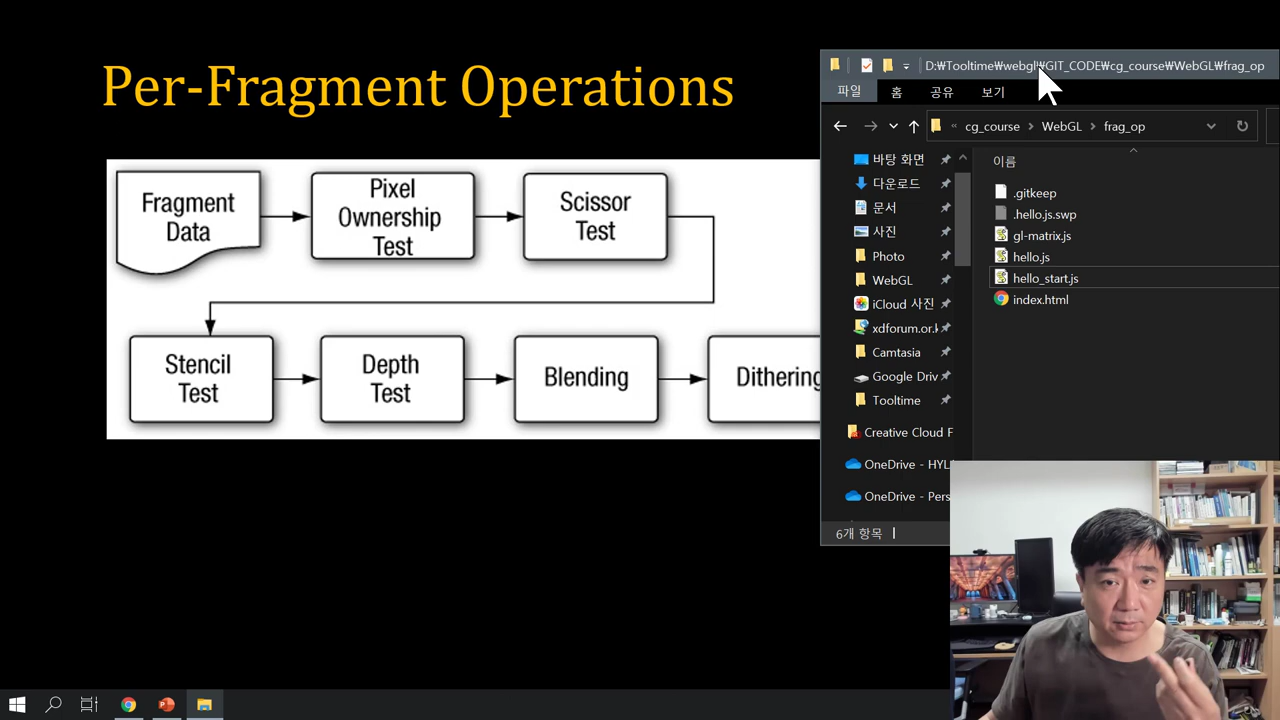 Per-Fragment Operations
Fragment
Data
Pixel
Ownership
Test
Scissor
Test
Stencil
Test
Depth
Test
Blending
Dithering
D:₩Tooltime₩webgl₩GIT_CODE₩cg_course₩WebGL₩frag_op
파일
홈
공유
보기
« cg_course > WebGL > frag_op
바탕 화면
다운로드
문서
사진
Photo
WebGL
iCloud 사진
xdforum.or.k
Camtasia
Google Driv
Tooltime
Creative Cloud F
OneDrive - HYL
OneDrive - Pers
이름
.gitkeep
.hello.js.swp
gl-matrix.js
hello.js
hello_start.js
index.html
6개 항목